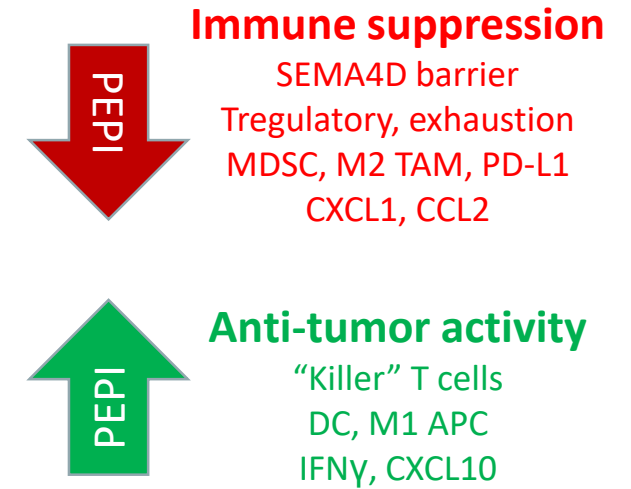 PEPI
Immune suppression
SEMA4D barrier
Tregulatory, exhaustion
MDSC, M2 TAM, PD-L1
CXCL1, CCL2
PEPI
Anti-tumor activity
“Killer” T cells
DC, M1 APC
IFNγ, CXCL10